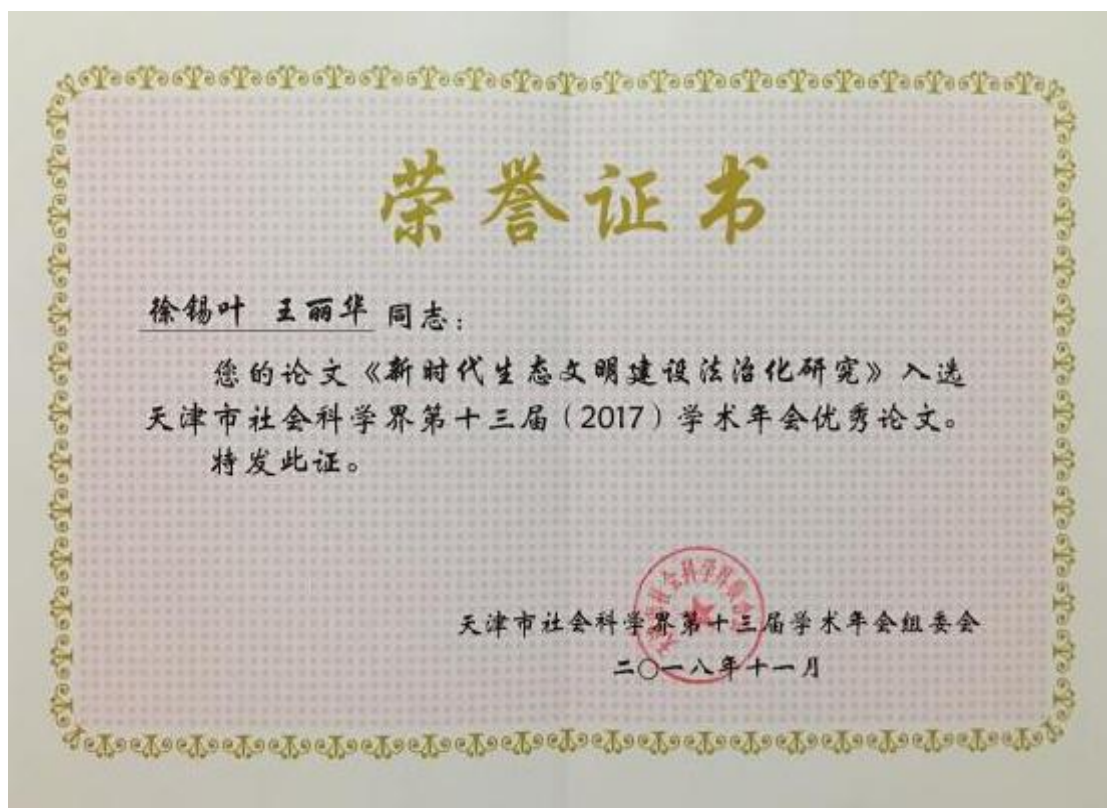 荣誉证书
徐锡叶 王丽华 同志：
您的论文《新时代生态文明建设法治化研究》入选
天津市社会科学界第十三届（2017）学术年会优秀论文。
特发此证。
天津市社会科学界第十三届学术年会组委会
二〇一八年十一月